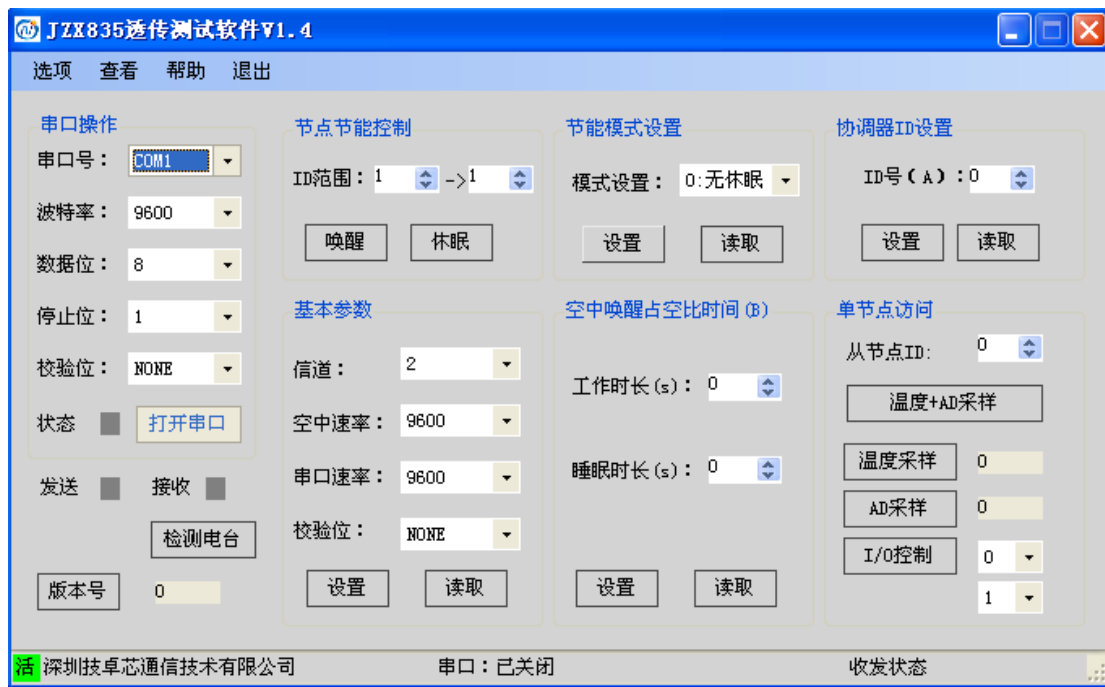 JZX835透传测试软件V1.4
选项 查看 帮助 退出
串口操作
串口号： COM1
波特率： 9600
数据位： 8
停止位： 1
校验位： NONE
状态 打开串口
发送 接收
检测电台
版本号 0
节点节能控制
ID范围：1 ->1
唤醒 休眠
基本参数
信道： 2
空中速率： 9600
串口速率： 9600
校验位： NONE
设置 读取
节能模式设置
模式设置： 0:无休眠
设置 读取
空中唤醒占空比时间(B)
工作时长(s)：0
睡眠时长(s)：0
设置 读取
协调器ID设置
ID号(A)：0
设置 读取
单节点访问
从节点ID: 0
温度+AD采样
温度采样 0
AD采样 0
I/O控制 0
1
活 深圳技卓芯通信技术有限公司 串口：已关闭 收发状态